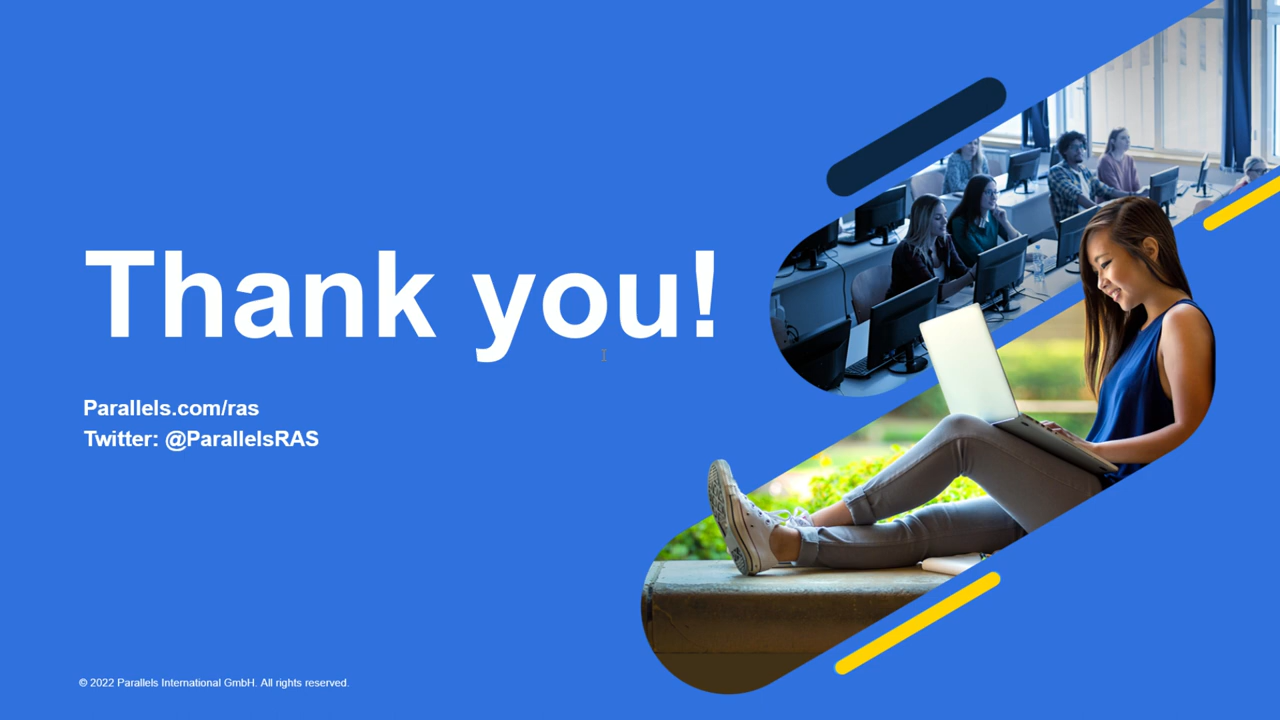 Thank you!
Parallels.com/ras
Twitter: @ParallelsRAS
© 2022 Parallels International GmbH. All rights reserved.